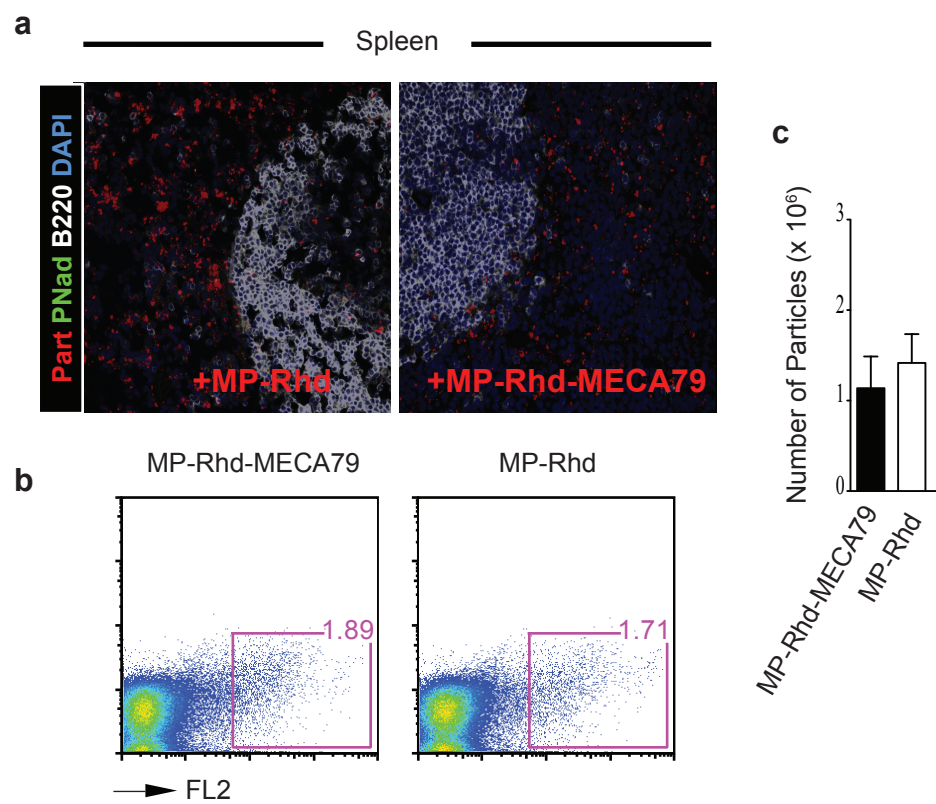 a
Spleen
Part PNad B220 DAPI
+MP-Rhd
+MP-Rhd-MECA79
b
MP-Rhd-MECA79
MP-Rhd
1.89
1.71
FL2
c
Number of Particles (x 10⁶)
3
2
1
0
MP-Rhd-MECA79
MP-Rhd